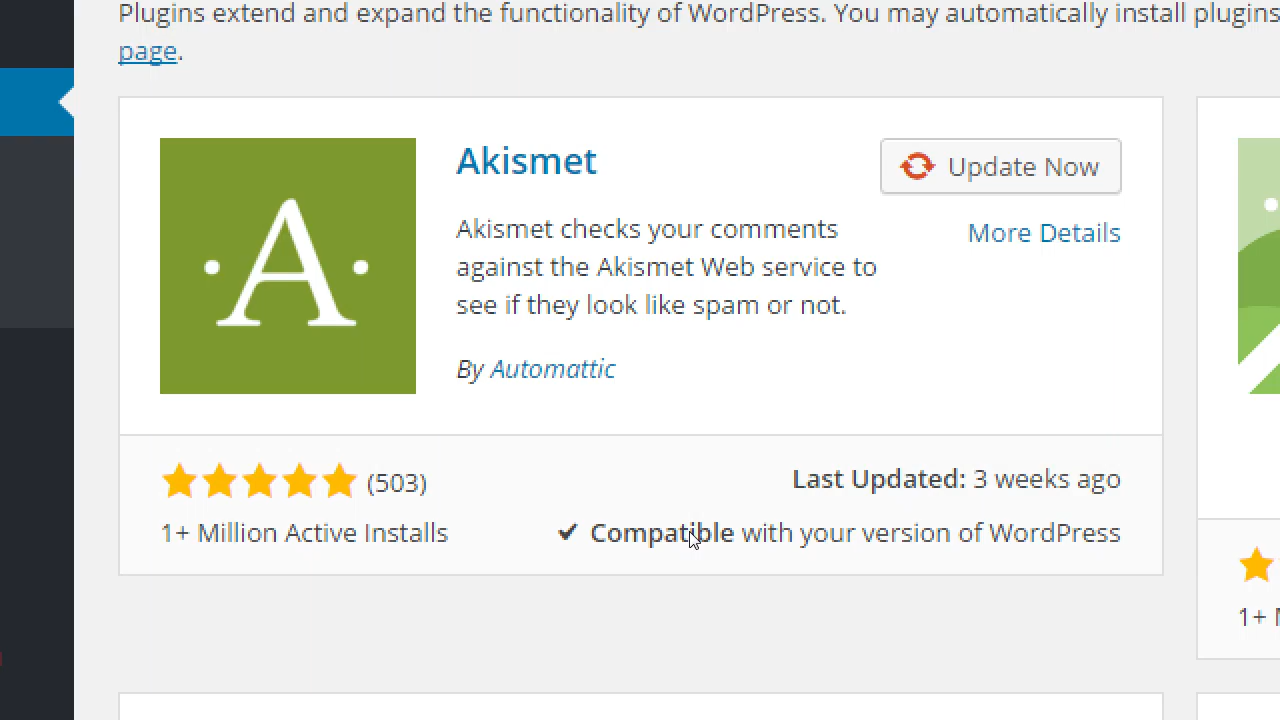 Plugins extend and expand the functionality of WordPress. You may automatically install plugins
page.
Akismet
Update Now
More Details
Akismet checks your comments
against the Akismet Web service to
see if they look like spam or not.
By Automattic
A
(503)
Last Updated: 3 weeks ago
1+ Million Active Installs
✔ Compatible with your version of WordPress
1+